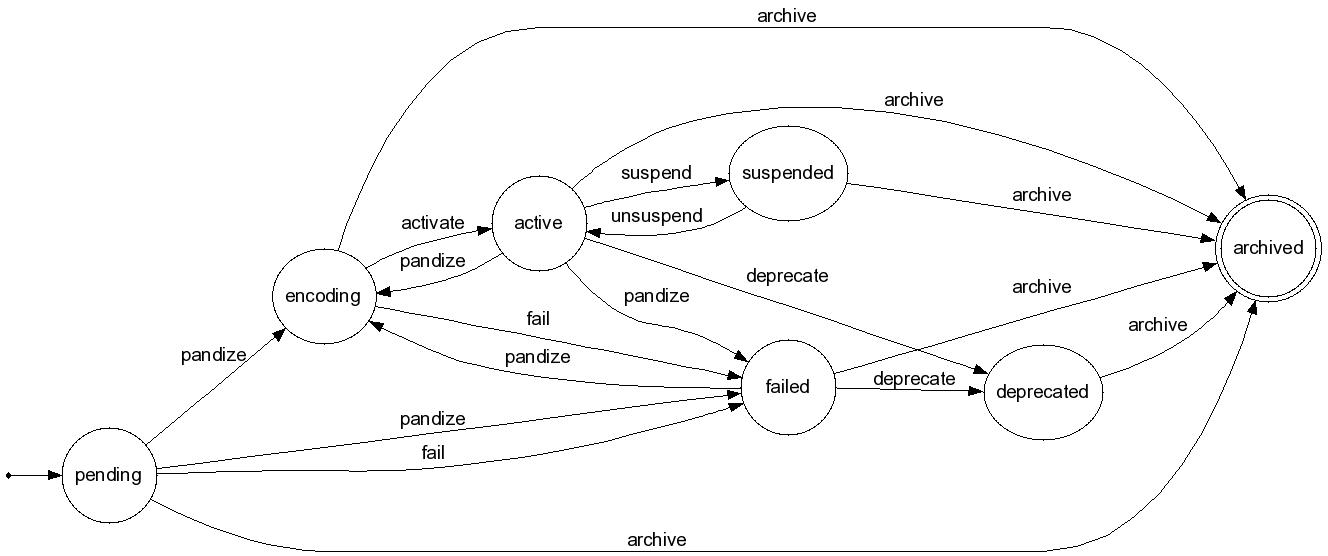 archive
archive
suspend
suspended
archive
unsuspend
activate
active
archived
pandize
deprecate
encoding
pandize
archive
fail
archive
pandize
pandize
failed
deprecate
deprecated
pandize
fail
pending
archive